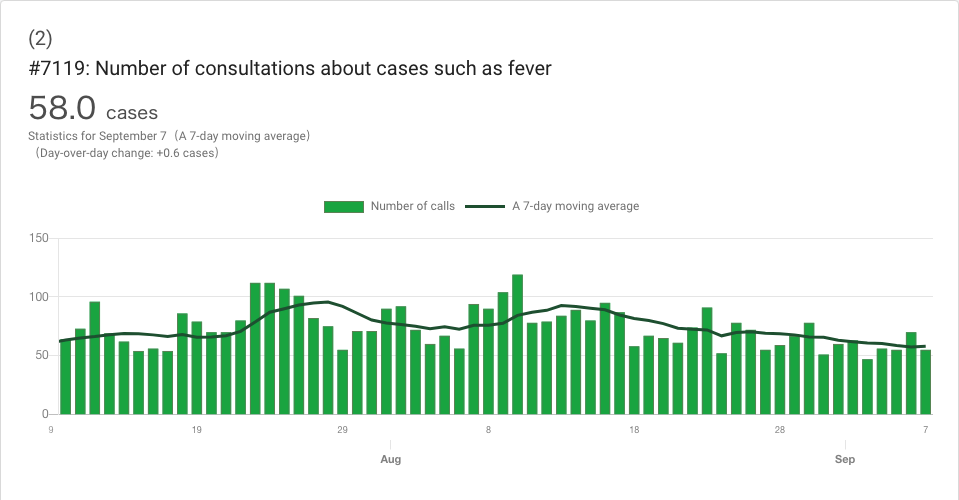 (2)
#7119: Number of consultations about cases such as fever
58.0 cases
Statistics for September 7（A 7-day moving average）
（Day-over-day change: +0.6 cases）
Number of calls A 7-day moving average
150
100
50
0
9 19 29 8 18 28 7
Aug Sep